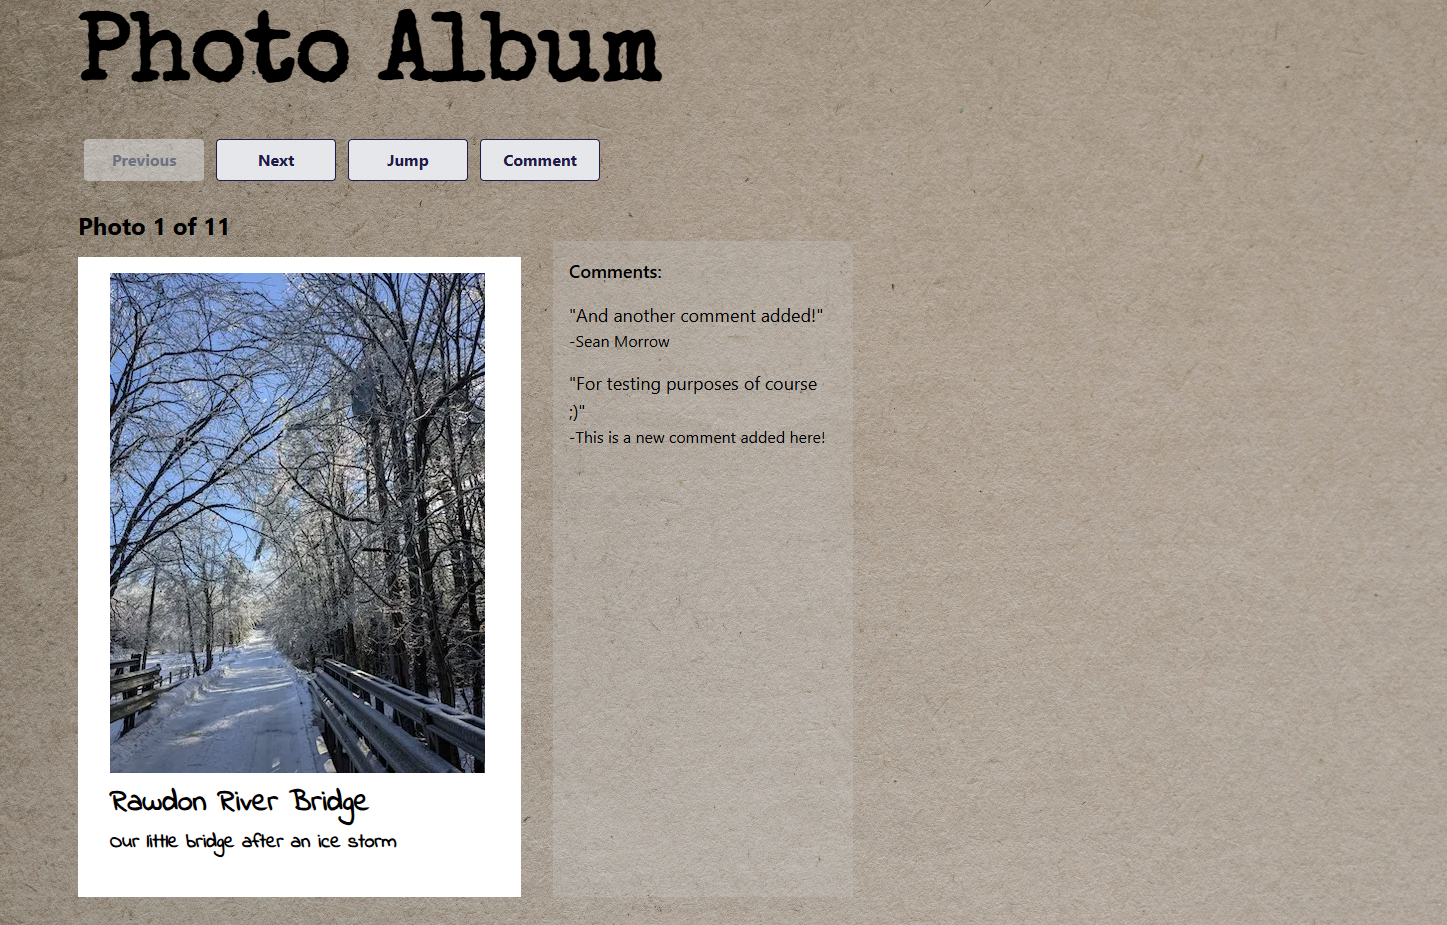 Photo Album
Previous Next Jump Comment
Photo 1 of 11
Comments:
"And another comment added!"
-Sean Morrow
"For testing purposes of course
;)"
-This is a new comment added here!
Rawdon River Bridge
Our little bridge after an ice storm